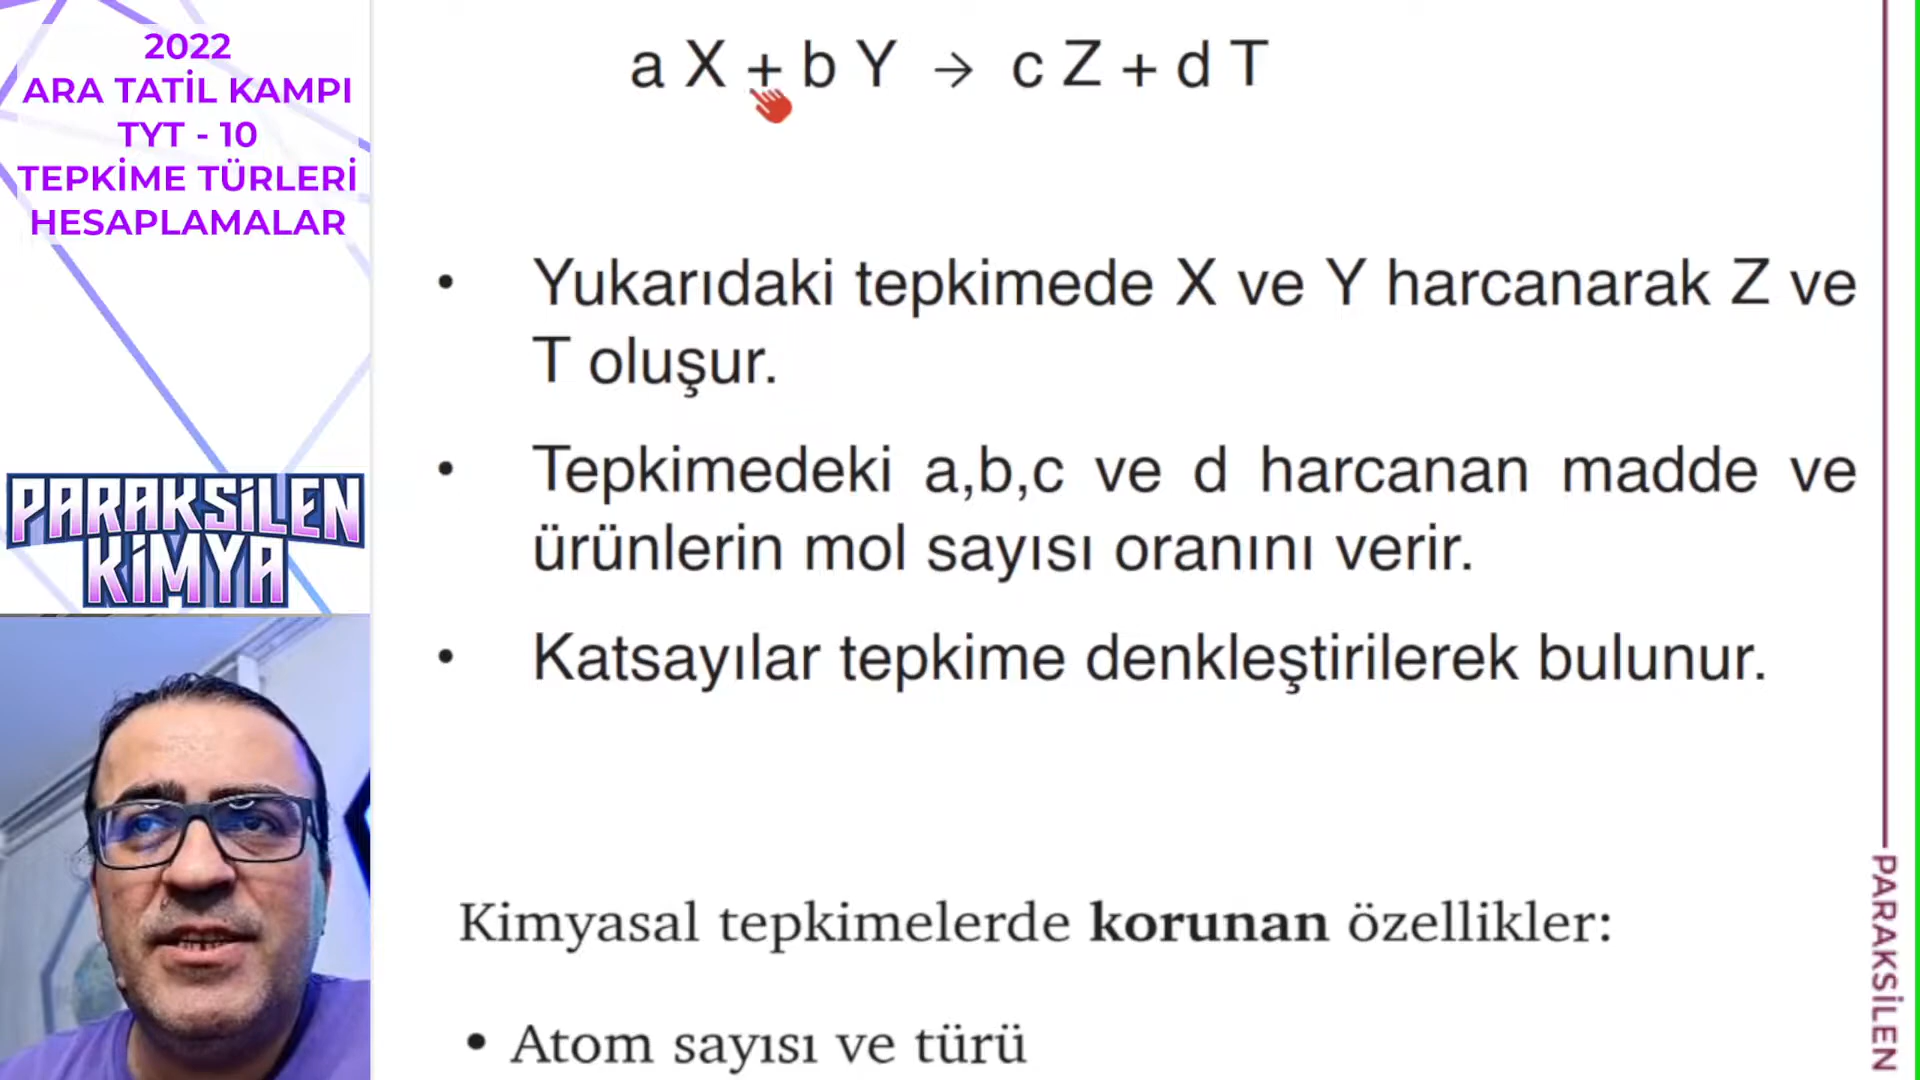 2022
ARA TATİL KAMPI
TYT - 10
TEPKİME TÜRLERİ
HESAPLAMALAR
PARAKSİLEN
KİMYA
a X + b Y → c Z + d T
• Yukarıdaki tepkimede X ve Y harcanarak Z ve
T oluşur.
• Tepkimedeki a,b,c ve d harcanan madde ve
ürünlerin mol sayısı oranını verir.
• Katsayılar tepkime denkleştirilerek bulunur.
Kimyasal tepkimelerde korunan özellikler:
• Atom sayısı ve türü
PARAKSİLEN